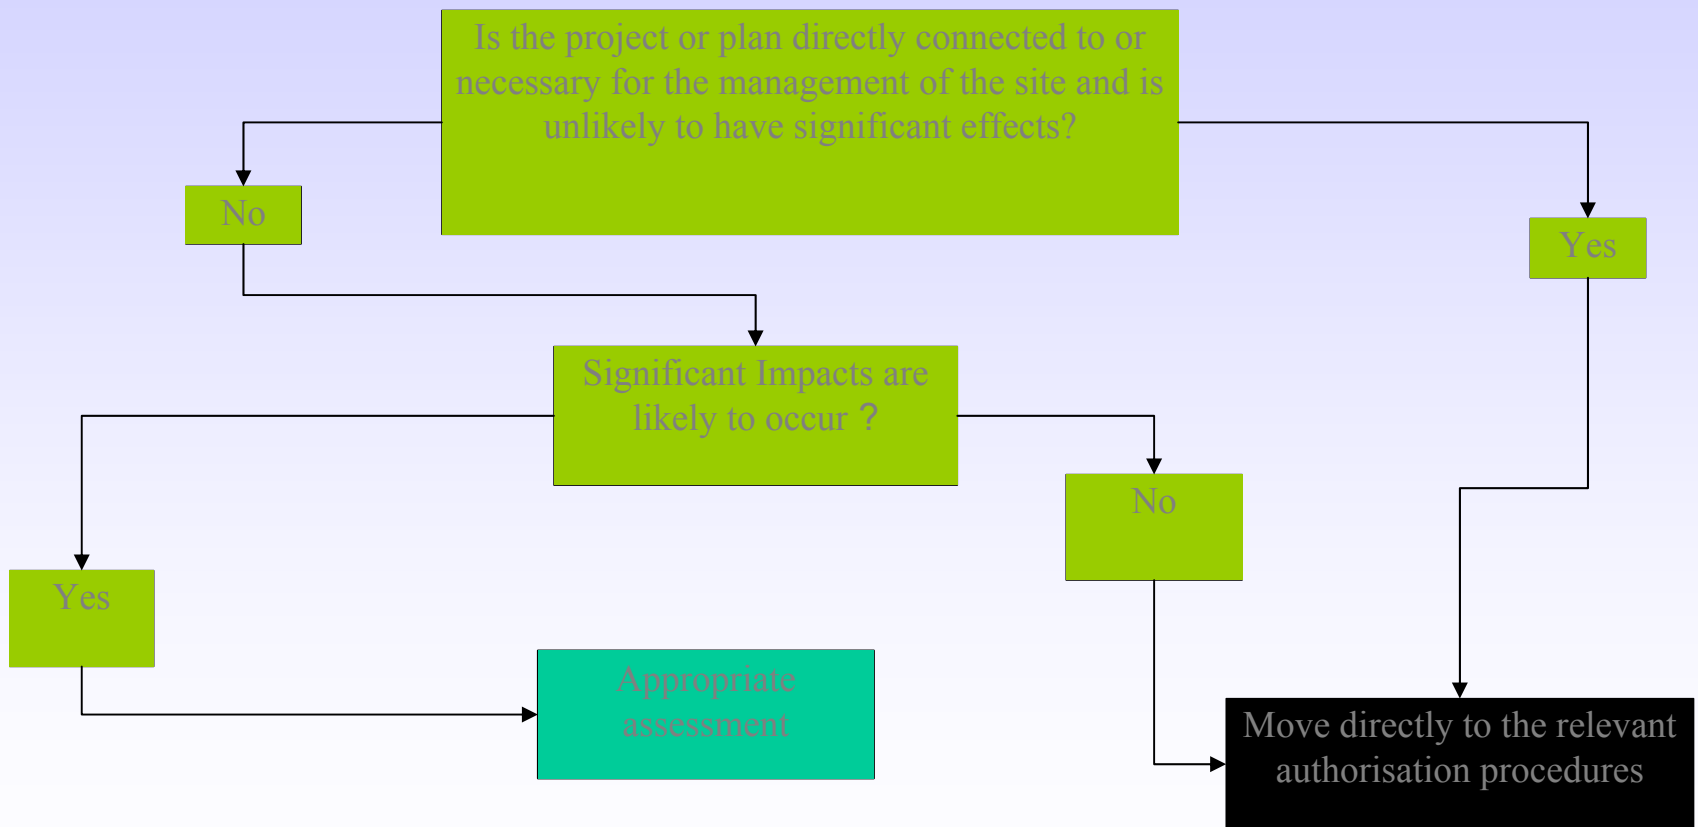 Is the project or plan directly connected to or
necessary for the management of the site and is
unlikely to have significant effects?
No
Yes
Significant Impacts are
likely to occur ?
No
Yes
Appropriate
assessment
Move directly to the relevant
authorisation procedures